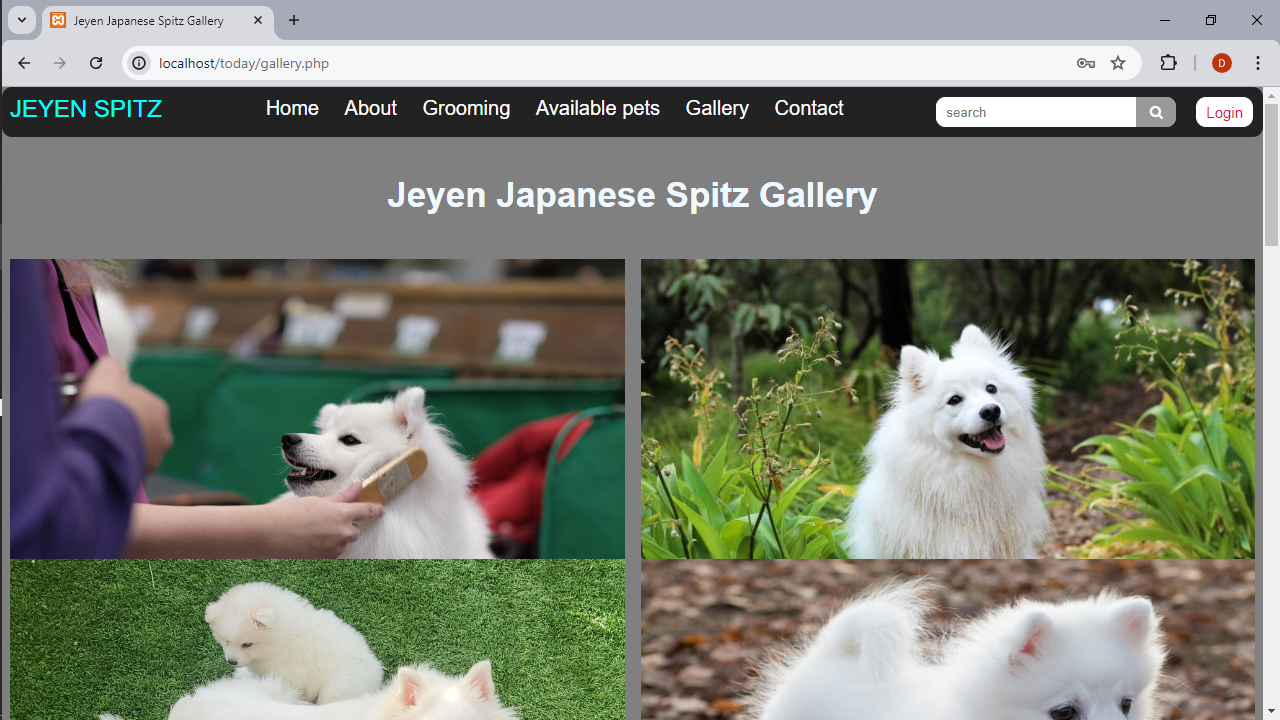 Jeyen Japanese Spitz Gallery
localhost/today/gallery.php
D
JEYEN SPITZ Home About Grooming Available pets Gallery Contact search Login
Jeyen Japanese Spitz Gallery